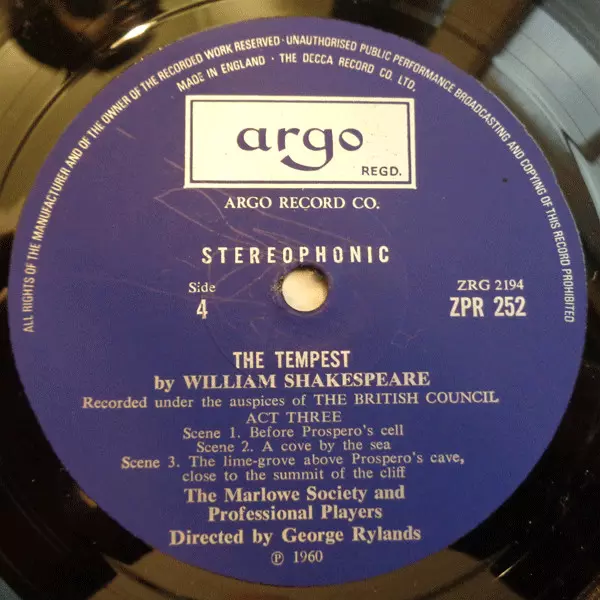 ALL RIGHTS OF THE MANUFACTURER AND OF THE OWNER OF THE RECORDED WORK RESERVED · UNAUTHORISED PUBLIC PERFORMANCE BROADCASTING AND COPYING OF THIS RECORD PROHIBITED
MADE IN ENGLAND · THE DECCA RECORD CO. LTD.
argo
REGD.
ARGO RECORD CO.
STEREOPHONIC
Side
4
ZRG 2194
ZPR 252
THE TEMPEST
by WILLIAM SHAKESPEARE
Recorded under the auspices of THE BRITISH COUNCIL
ACT THREE
Scene 1. Before Prospero's cell
Scene 2. A cove by the sea
Scene 3. The lime-grove above Prospero's cave,
close to the summit of the cliff
The Marlowe Society and
Professional Players
Directed by George Rylands
℗ 1960